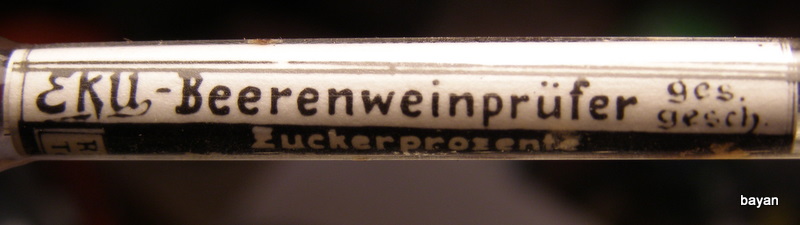 EKU-Beerenweinprüfer ges. gesch.
Zuckerprozente
R
T
bayan